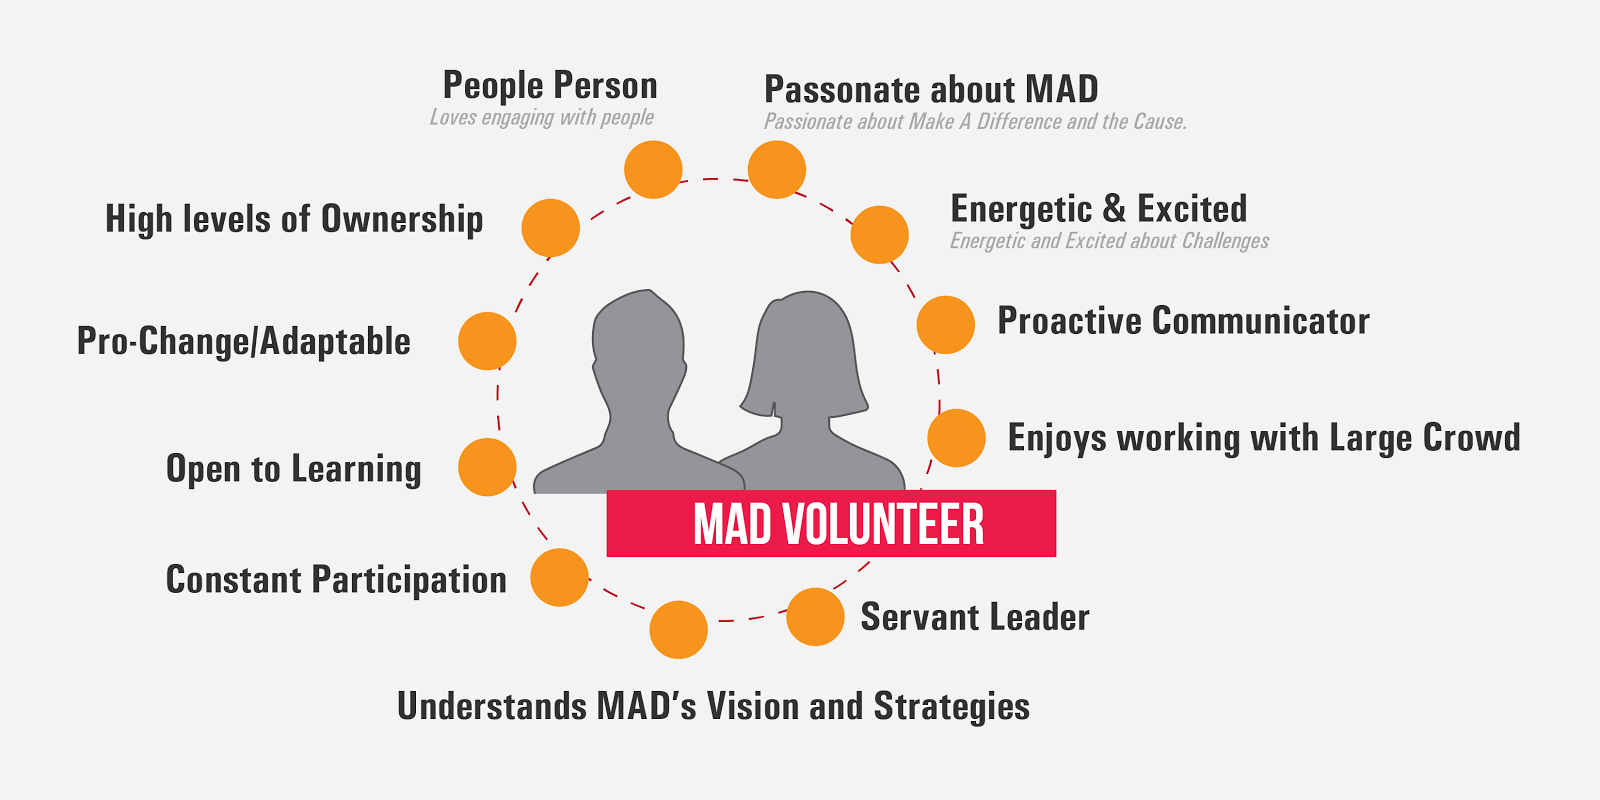 People Person
Loves engaging with people
Passonate about MAD
Passionate about Make A Difference and the Cause.
High levels of Ownership
Energetic & Excited
Energetic and Excited about Challenges
Pro-Change/Adaptable
Proactive Communicator
Open to Learning
Enjoys working with Large Crowd
MAD VOLUNTEER
Constant Participation
Servant Leader
Understands MAD’s Vision and Strategies